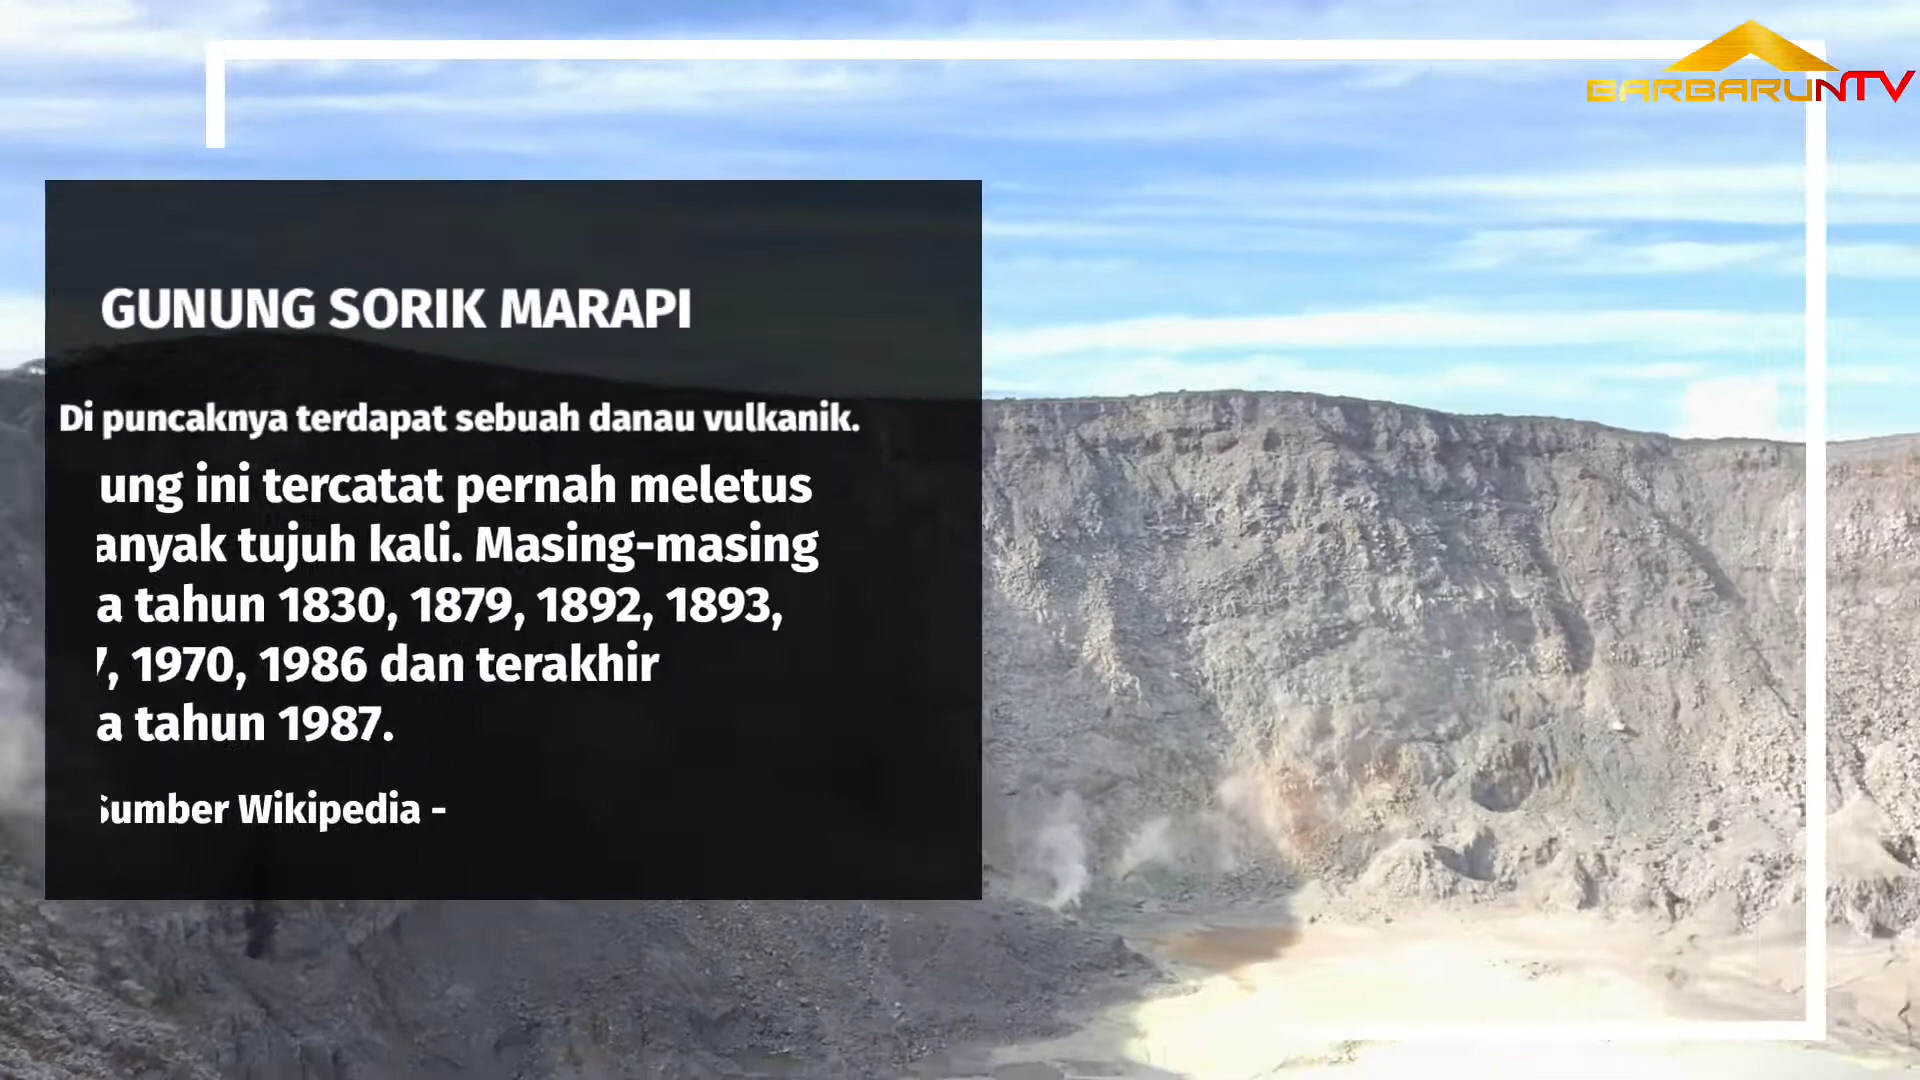 BARBARUNTV
GUNUNG SORIK MARAPI
Di puncaknya terdapat sebuah danau vulkanik.
ung ini tercatat pernah meletus
anyak tujuh kali. Masing-masing
a tahun 1830, 1879, 1892, 1893,
, 1970, 1986 dan terakhir
a tahun 1987.
Sumber Wikipedia -